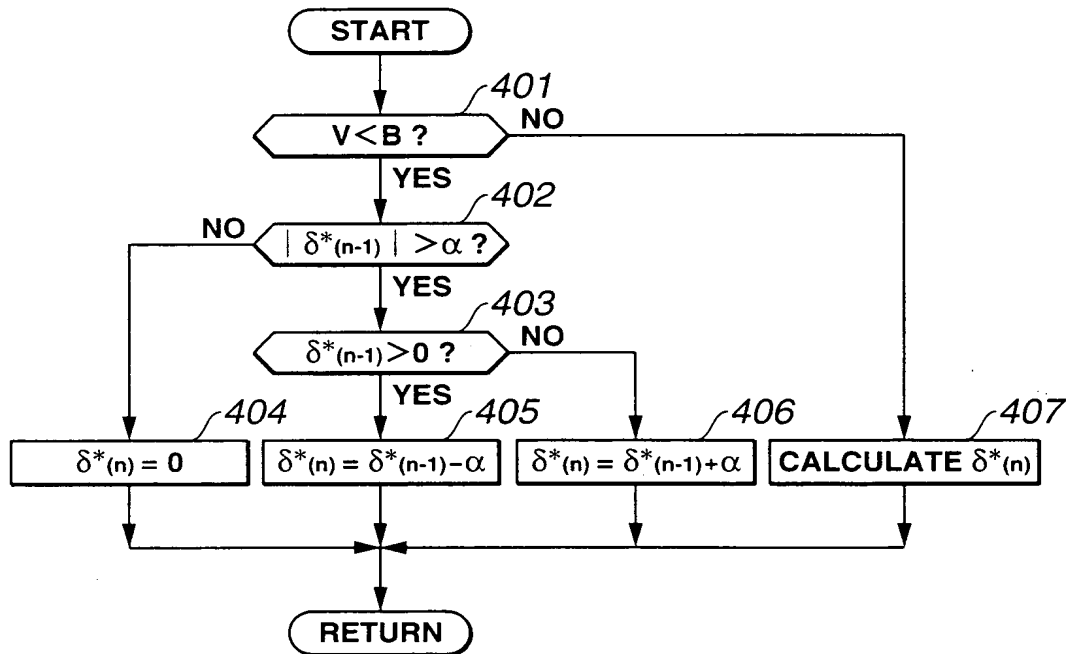 START
401
V<B ?
NO
YES
402
NO
| δ*(n-1) | >α ?
YES
403
δ*(n-1)>0 ?
NO
YES
404
405
406
407
δ*(n) = 0
δ*(n) = δ*(n-1)−α
δ*(n) = δ*(n-1)+α
CALCULATE δ*(n)
RETURN